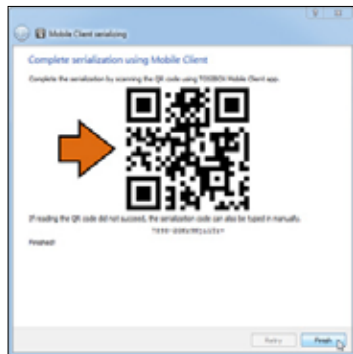 Mobile Client serializing
Complete serialization using Mobile Client
Complete the serialization by scanning the QR code using TOOLBOX Mobile Client app.
If reading the QR code did not succeed, the serialization code can also be typed in manually.
Finished!
Retry
Finish